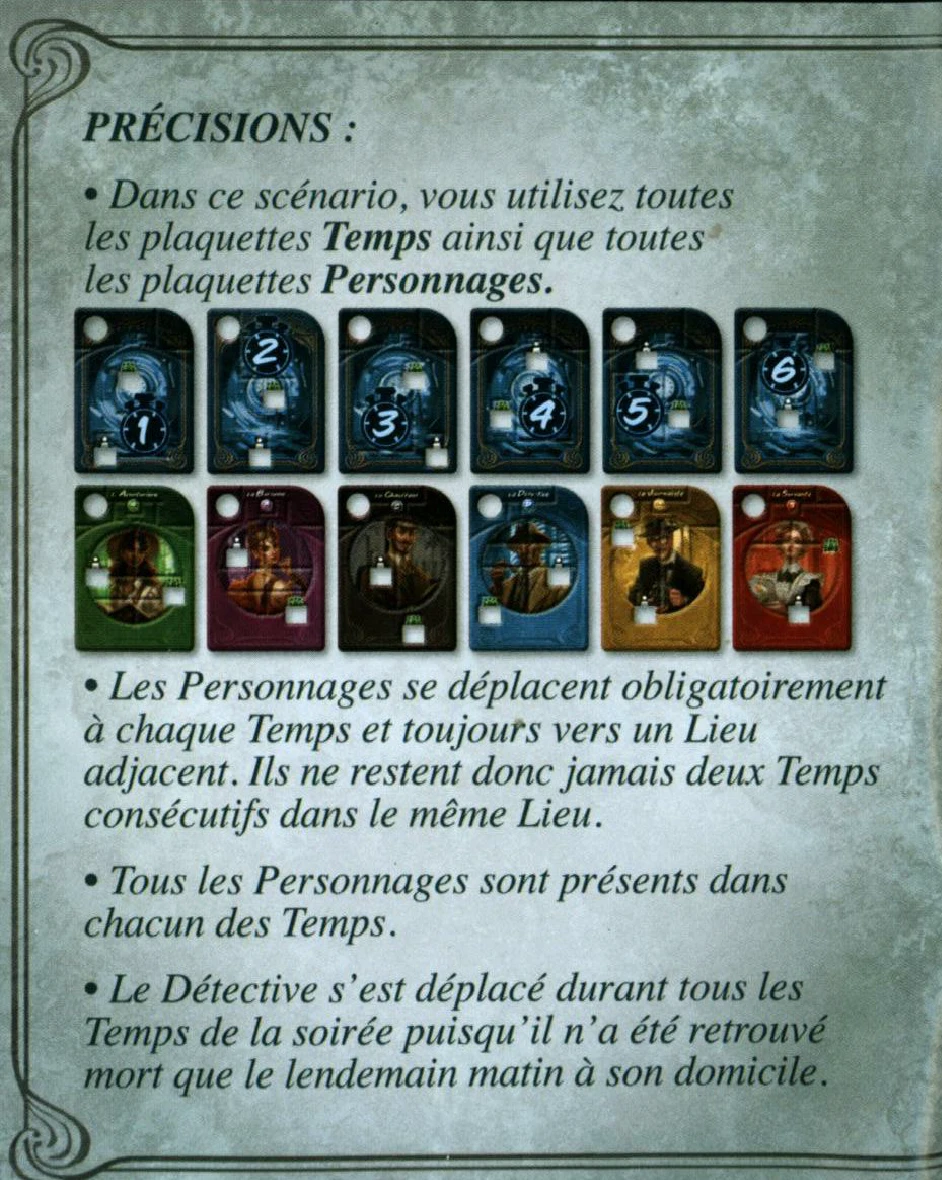 PRÉCISIONS :
• Dans ce scénario, vous utilisez toutes
les plaquettes Temps ainsi que toutes
les plaquettes Personnages.
1 2 3 4 5 6
• Les Personnages se déplacent obligatoirement
à chaque Temps et toujours vers un Lieu
adjacent. Ils ne restent donc jamais deux Temps
consécutifs dans le même Lieu.
• Tous les Personnages sont présents dans
chacun des Temps.
• Le Détective s'est déplacé durant tous les
Temps de la soirée puisqu'il n'a été retrouvé
mort que le lendemain matin à son domicile.